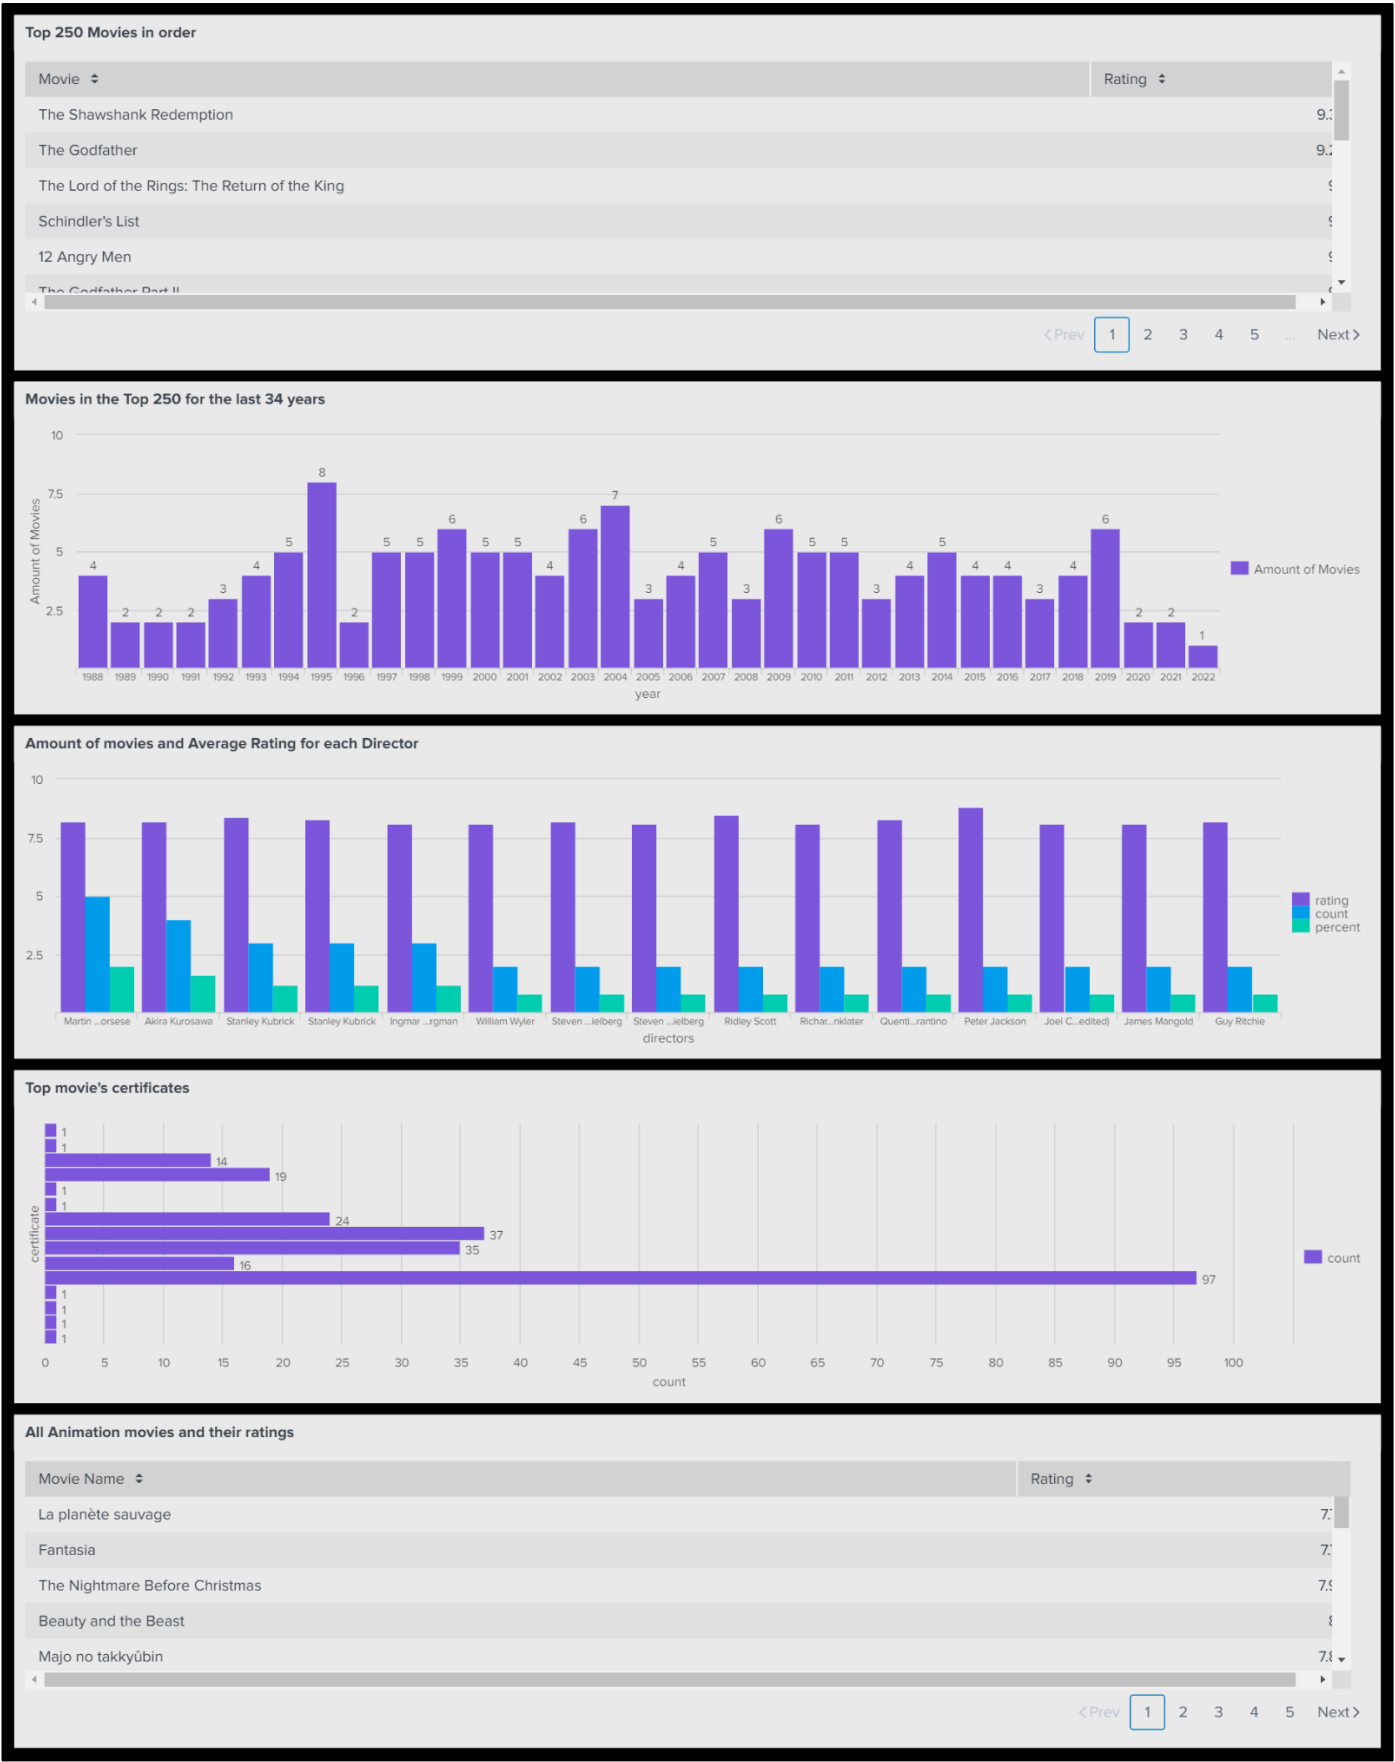 Top 250 Movies in order
Movie Rating
The Shawshank Redemption
The Godfather
The Lord of the Rings: The Return of the King
Schindler's List
12 Angry Men
The Godfather Part II
<Prev 1 2 3 4 5 ... Next>
Movies in the Top 250 for the last 34 years
10
7.5
5
2.5
Amount of Movies
4 2 2 2 3 4 5 8 2 5 5 6 5 5 4 6 7 3 4 5 3 6 5 5 3 4 5 4 4 3 4 6 2 2 1
Amount of Movies
1988 1989 1990 1991 1992 1993 1994 1995 1996 1997 1998 1999 2000 2001 2002 2003 2004 2005 2006 2007 2008 2009 2010 2011 2012 2013 2014 2015 2016 2017 2018 2019 2020 2021 2022
year
Amount of movies and Average Rating for each Director
10
7.5
5
2.5
rating
count
percent
Martin ...orsese Akira Kurosawa Stanley Kubrick Stanley Kubrick Ingmar ...rgman William Wyler Steven ...ielberg Steven ...ielberg Ridley Scott Richar...nklater Quenti...rantino Peter Jackson Joel C...edited) James Mangold Guy Ritchie
directors
Top movie's certificates
certificate
1
1
14
19
1
1
24
37
35
16
97
1
1
1
1
count
0 5 10 15 20 25 30 35 40 45 50 55 60 65 70 75 80 85 90 95 100
count
All Animation movies and their ratings
Movie Name Rating
La planète sauvage
Fantasia
The Nightmare Before Christmas
Beauty and the Beast
Majo no takkyûbin
<Prev 1 2 3 4 5 Next>